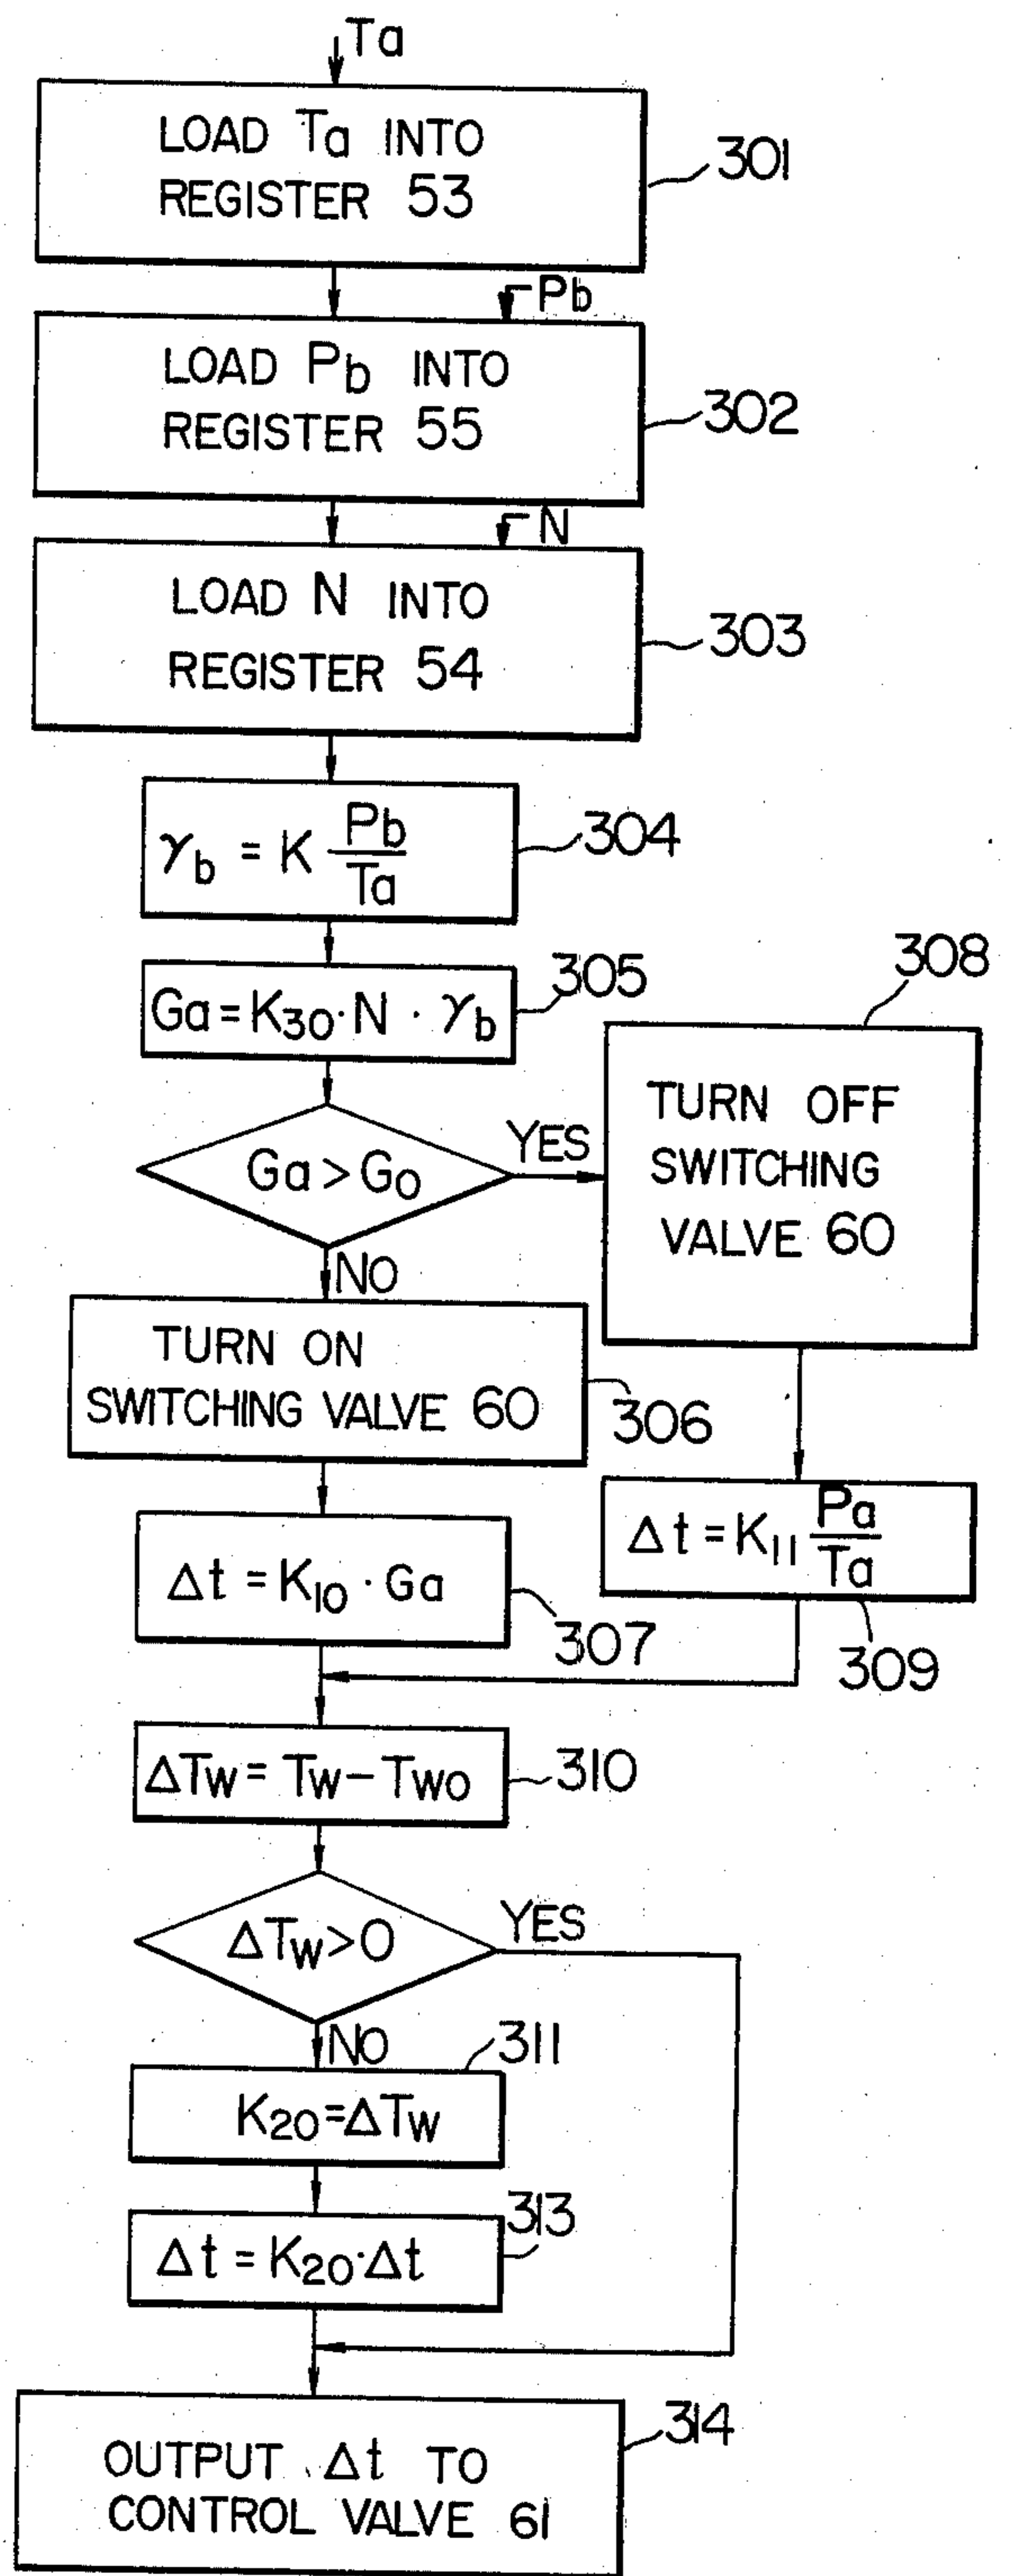 Ta
LOAD Ta INTO
REGISTER 53
301
Pb
LOAD Pb INTO
REGISTER 55
302
N
LOAD N INTO
REGISTER 54
303
γb = K Pb/Ta
304
Ga = K30 · N · γb
305
Ga > G0
YES
308
TURN OFF
SWITCHING
VALVE 60
NO
TURN ON
SWITCHING VALVE 60
306
Δt = K10 · Ga
307
Δt = K11 Pa/Ta
309
ΔTw = Tw − Tw0
310
ΔTw > 0
YES
NO
311
K20 = ΔTw
313
Δt = K20 · Δt
OUTPUT Δt TO
CONTROL VALVE 61
314